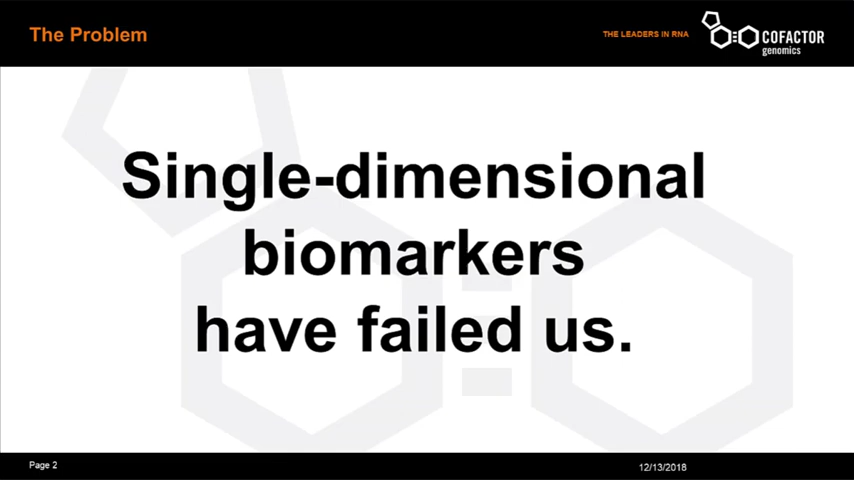 The Problem
THE LEADERS IN RNA
COFACTOR
genomics
Single-dimensional
biomarkers
have failed us.
Page 2
12/13/2018